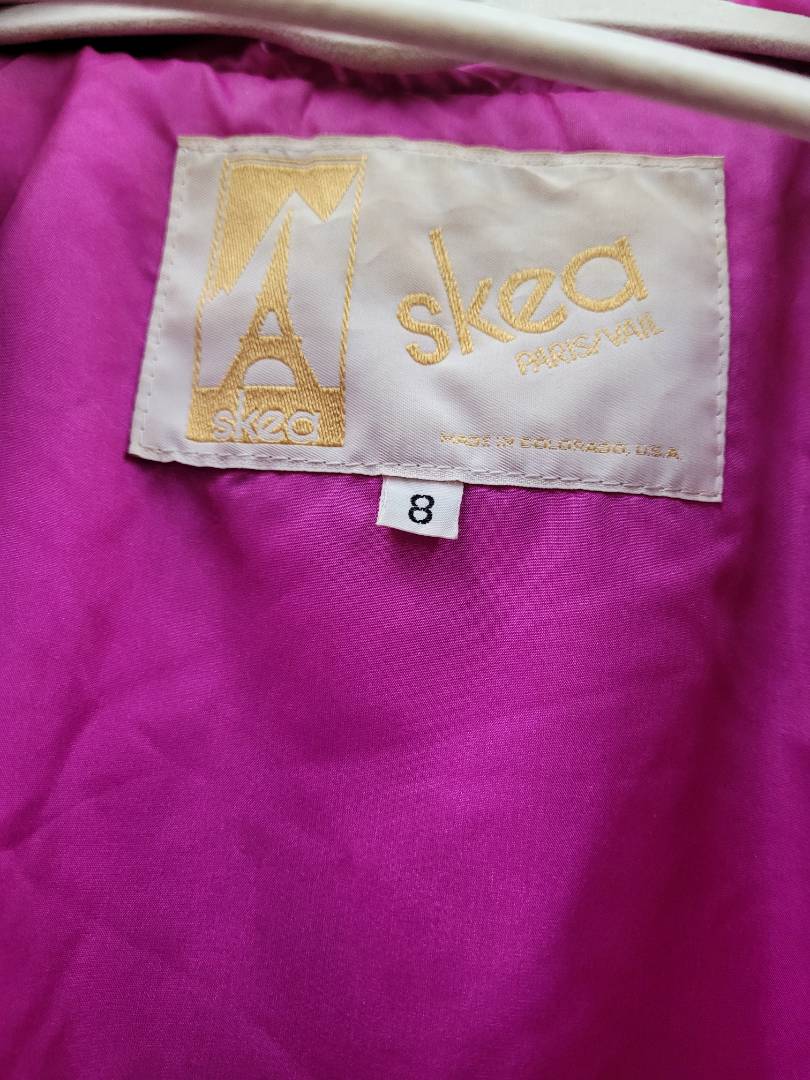 skea
skea
PARIS/VAIL
MADE IN COLORADO, U.S.A.
8